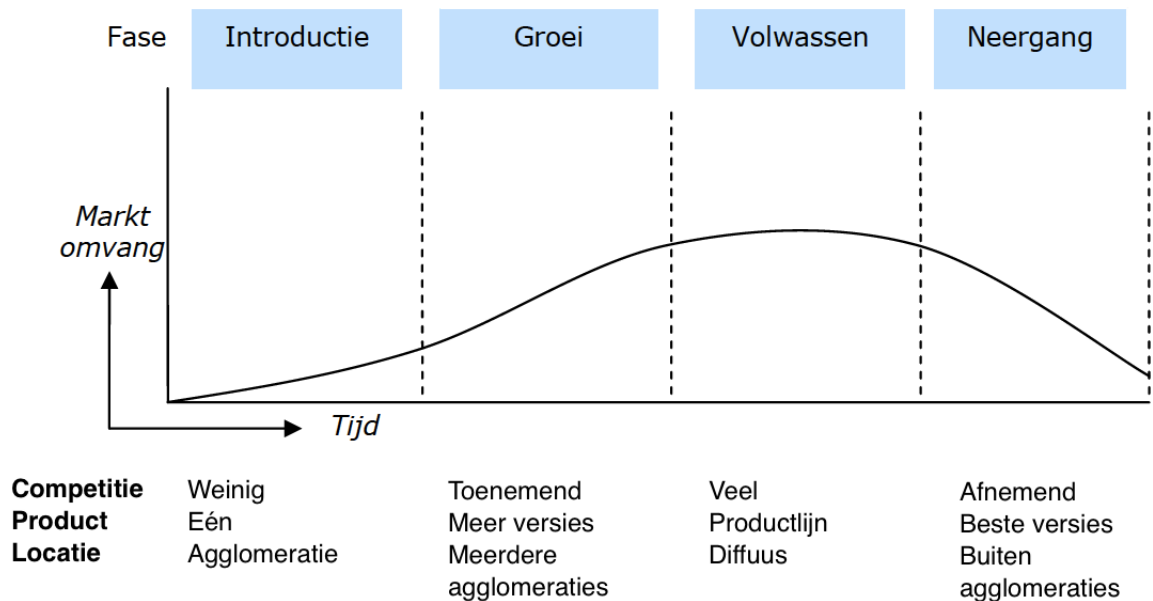 Fase Introductie Groei Volwassen Neergang
Markt
omvang
Tijd
Competitie Weinig Toenemend Veel Afnemend
Product Eén Meer versies Productlijn Beste versies
Locatie Agglomeratie Meerdere Diffuus Buiten
agglomeraties agglomeraties